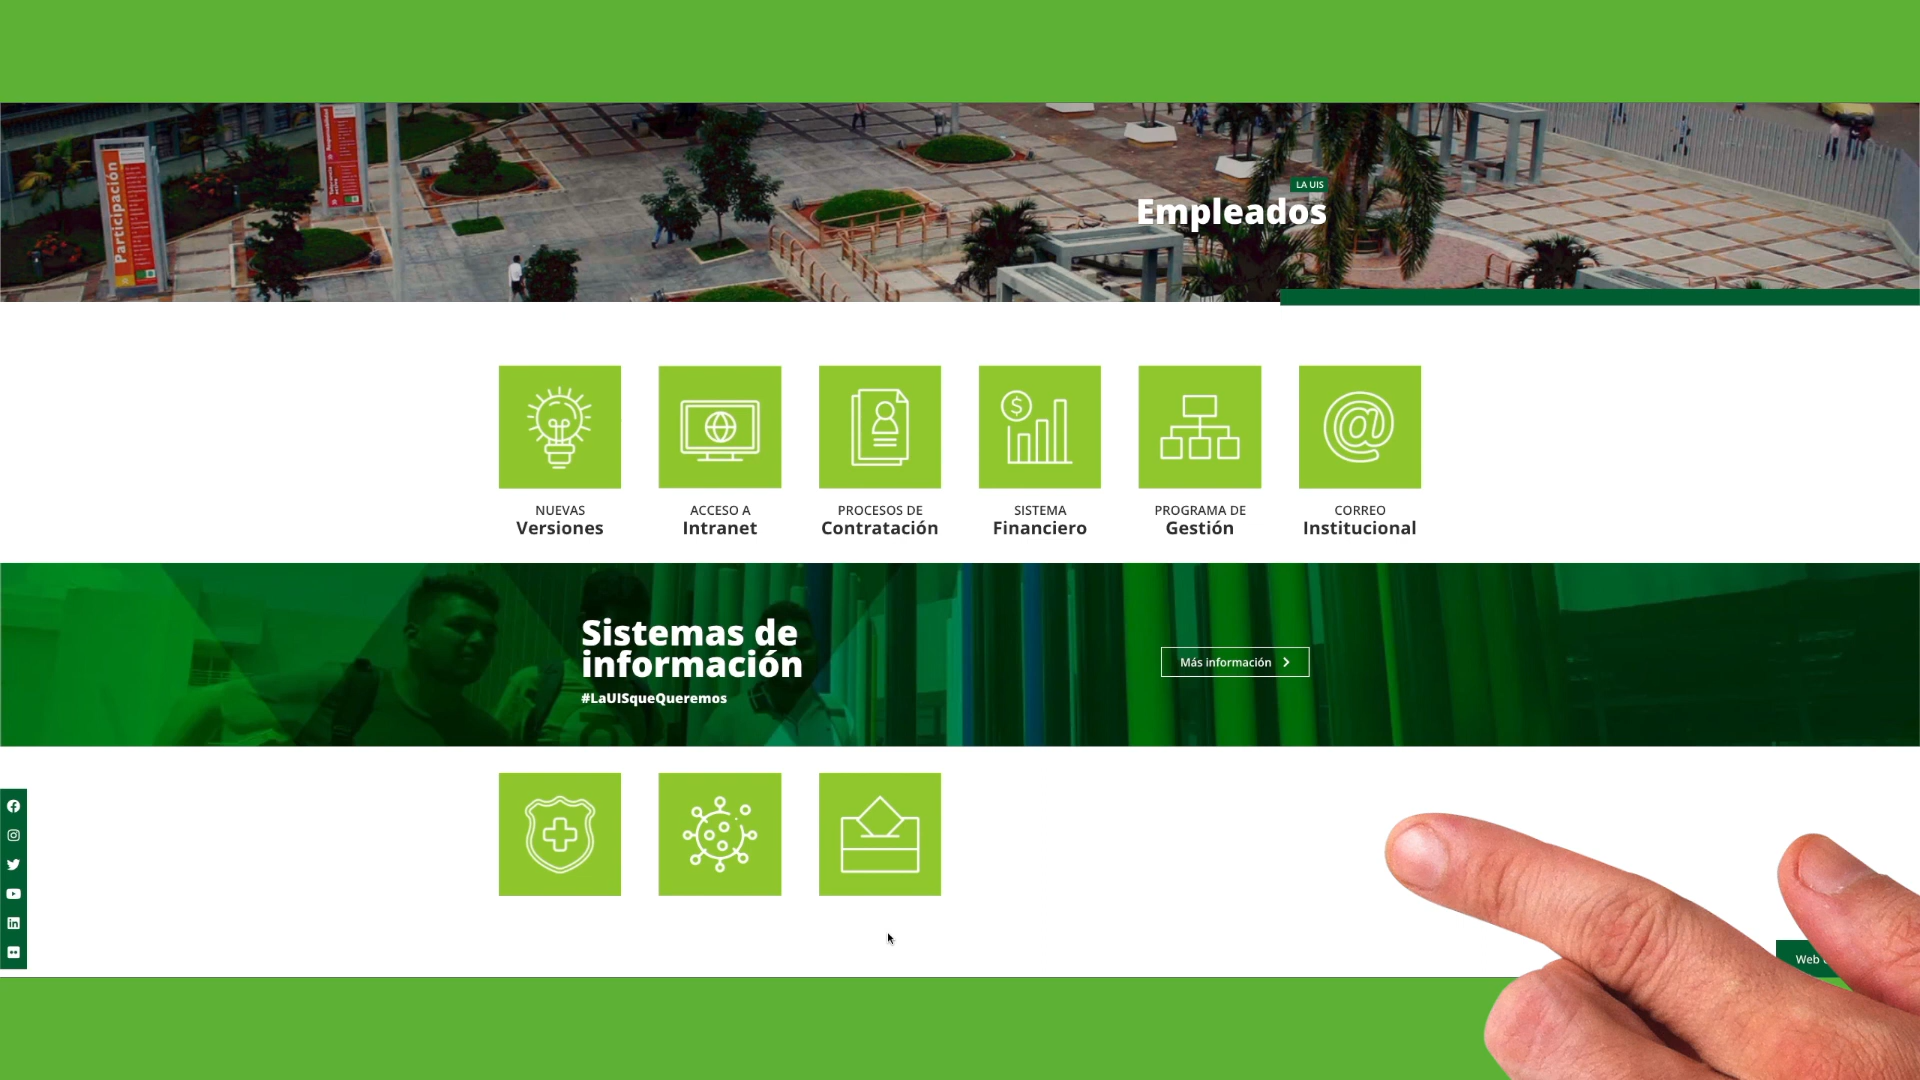 Participación
LA UIS
Empleados
NUEVAS
Versiones
ACCESO A
Intranet
PROCESOS DE
Contratación
SISTEMA
Financiero
PROGRAMA DE
Gestión
CORREO
Institucional
Sistemas de
información
#LaUISqueQueremos
Más información
Web